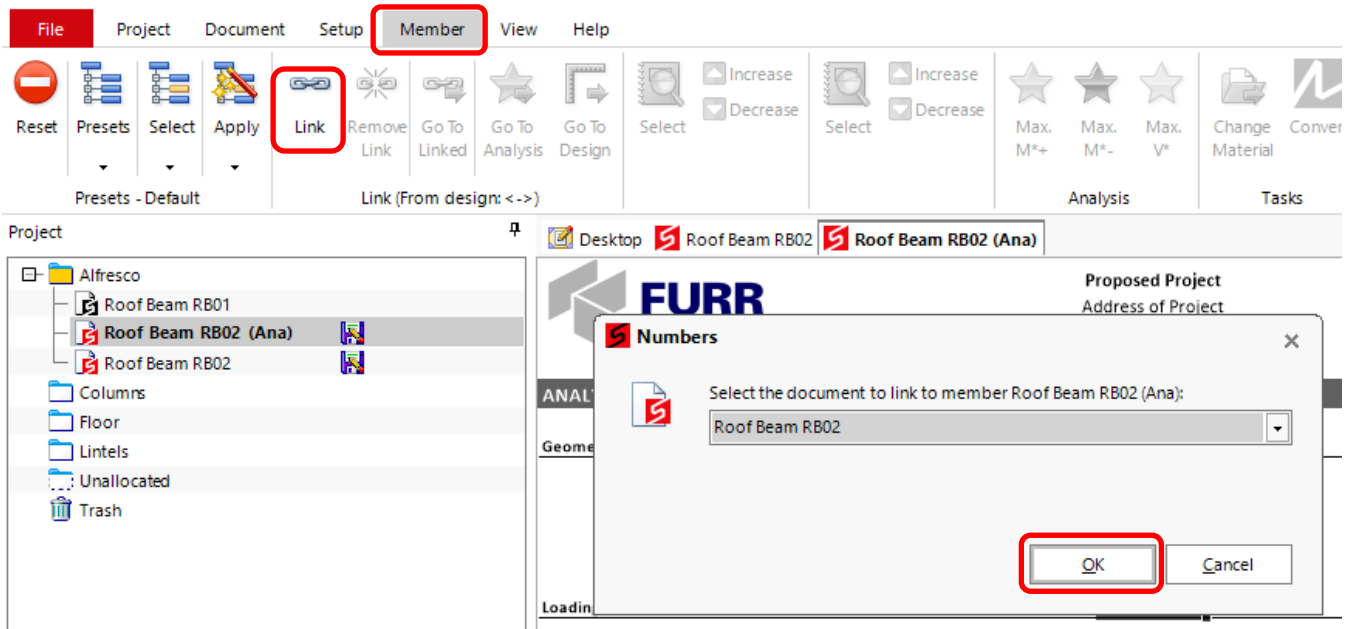 File Project Document Setup Member View Help
Reset Presets Select Apply Link Remove Link Go To Linked Go To Analysis Go To Design Select Increase Decrease Select Increase Decrease Max. M*+ Max. M*- Max. V* Change Material
Presets - Default Link (From design: <->) Analysis Tasks
Project
Desktop Roof Beam RB02 Roof Beam RB02 (Ana)
Alfresco
Roof Beam RB01
Roof Beam RB02 (Ana)
Roof Beam RB02
Columns
Floor
Lintels
Unallocated
Trash
FURR
Proposed Project
Address of Project
Numbers
Select the document to link to member Roof Beam RB02 (Ana):
Roof Beam RB02
OK Cancel
ANAL
Geome
Loadin